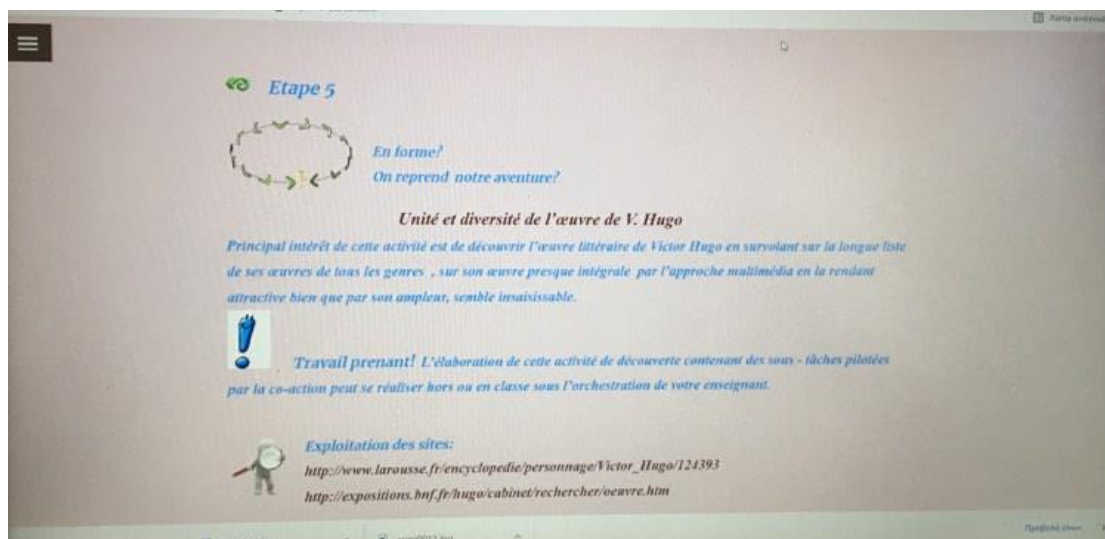 Etape 5
En forme?
On reprend notre aventure?
Unité et diversité de l'œuvre de V. Hugo
Principal intérêt de cette activité est de découvrir l'œuvre littéraire de Victor Hugo en survolant sur la longue liste
de ses œuvres de tous les genres , sur son œuvre presque intégrale par l'approche multimédia en la rendant
attractive bien que par son ampleur, semble insaisissable.
Travail prenant! L'élaboration de cette activité de découverte contenant des sous - tâches pilotées
par la co-action peut se réaliser hors ou en classe sous l'orchestration de votre enseignant.
Exploitation des sites:
http://www.larousse.fr/encyclopedie/personnage/Victor_Hugo/124393
http://expositions.bnf.fr/hugo/cabinet/rechercher/oeuvre.htm